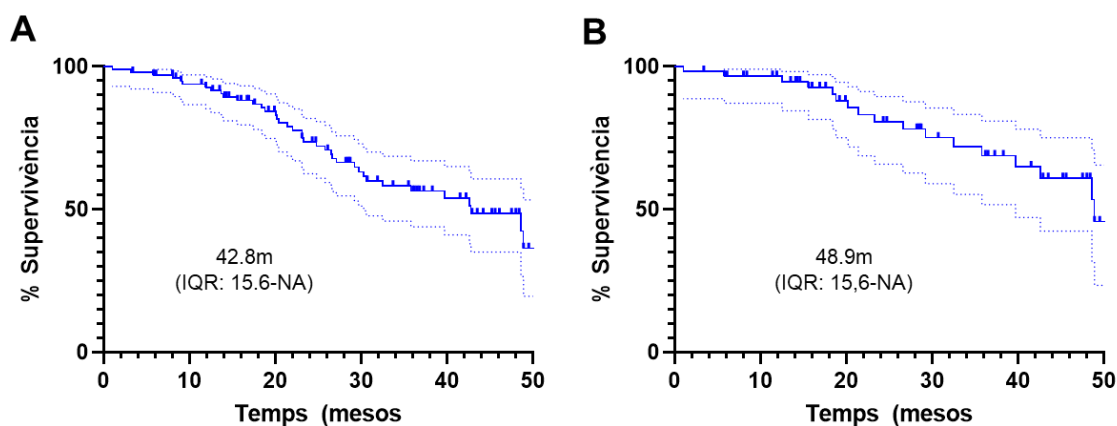 A
% Supervivència
100
50
0
42.8m
(IQR: 15.6-NA)
0 10 20 30 40 50
Temps (mesos
B
% Supervivència
100
50
0
48.9m
(IQR: 15,6-NA)
0 10 20 30 40 50
Temps (mesos